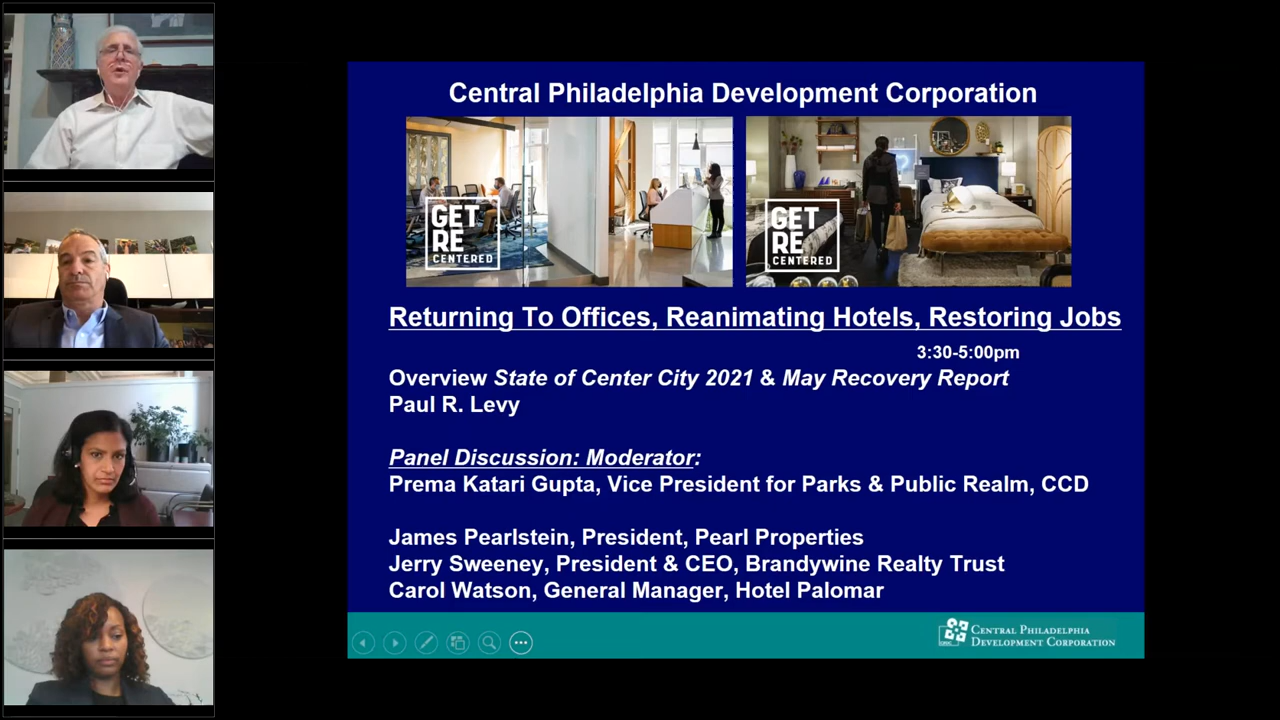 Central Philadelphia Development Corporation
GET
RE
CENTERED
GET
RE
CENTERED
Returning To Offices, Reanimating Hotels, Restoring Jobs
3:30-5:00pm
Overview State of Center City 2021 & May Recovery Report
Paul R. Levy
Panel Discussion: Moderator:
Prema Katari Gupta, Vice President for Parks & Public Realm, CCD
James Pearlstein, President, Pearl Properties
Jerry Sweeney, President & CEO, Brandywine Realty Trust
Carol Watson, General Manager, Hotel Palomar
CENTRAL PHILADELPHIA
DEVELOPMENT CORPORATION